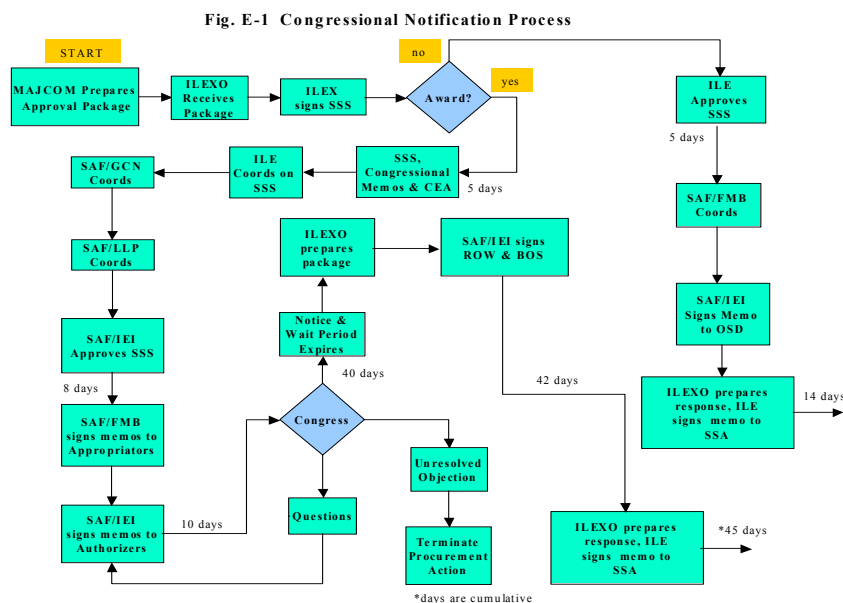 Fig. E-1 Congressional Notification Process
START
no
yes
MAJCOM Prepares
Approval Package
ILEXO
Receives
Package
ILEX
signs SSS
Award?
ILE
Approves
SSS
5 days
SAF/GCN
Coords
ILE
Coords on
SSS
SSS,
Congressional
Memos & CEA
5 days
SAF/FMB
Coords
SAF/LLP
Coords
ILEXO
prepares
package
SAF/IEI signs
ROW & BOS
SAF/IEI
Signs Memo
to OSD
SAF/IEI
Approves SSS
Notice &
Wait Period
Expires
8 days
40 days
42 days
ILEXO prepares
response, ILE
signs memo to
SSA
14 days
SAF/FMB
signs memos to
Appropriators
Congress
Unresolved
Objection
SAF/IEI
signs memos to
Authorizers
10 days
Questions
Terminate
Procurement
Action
ILEXO prepares
response, ILE
signs memo to
SSA
*45 days
*days are cumulative